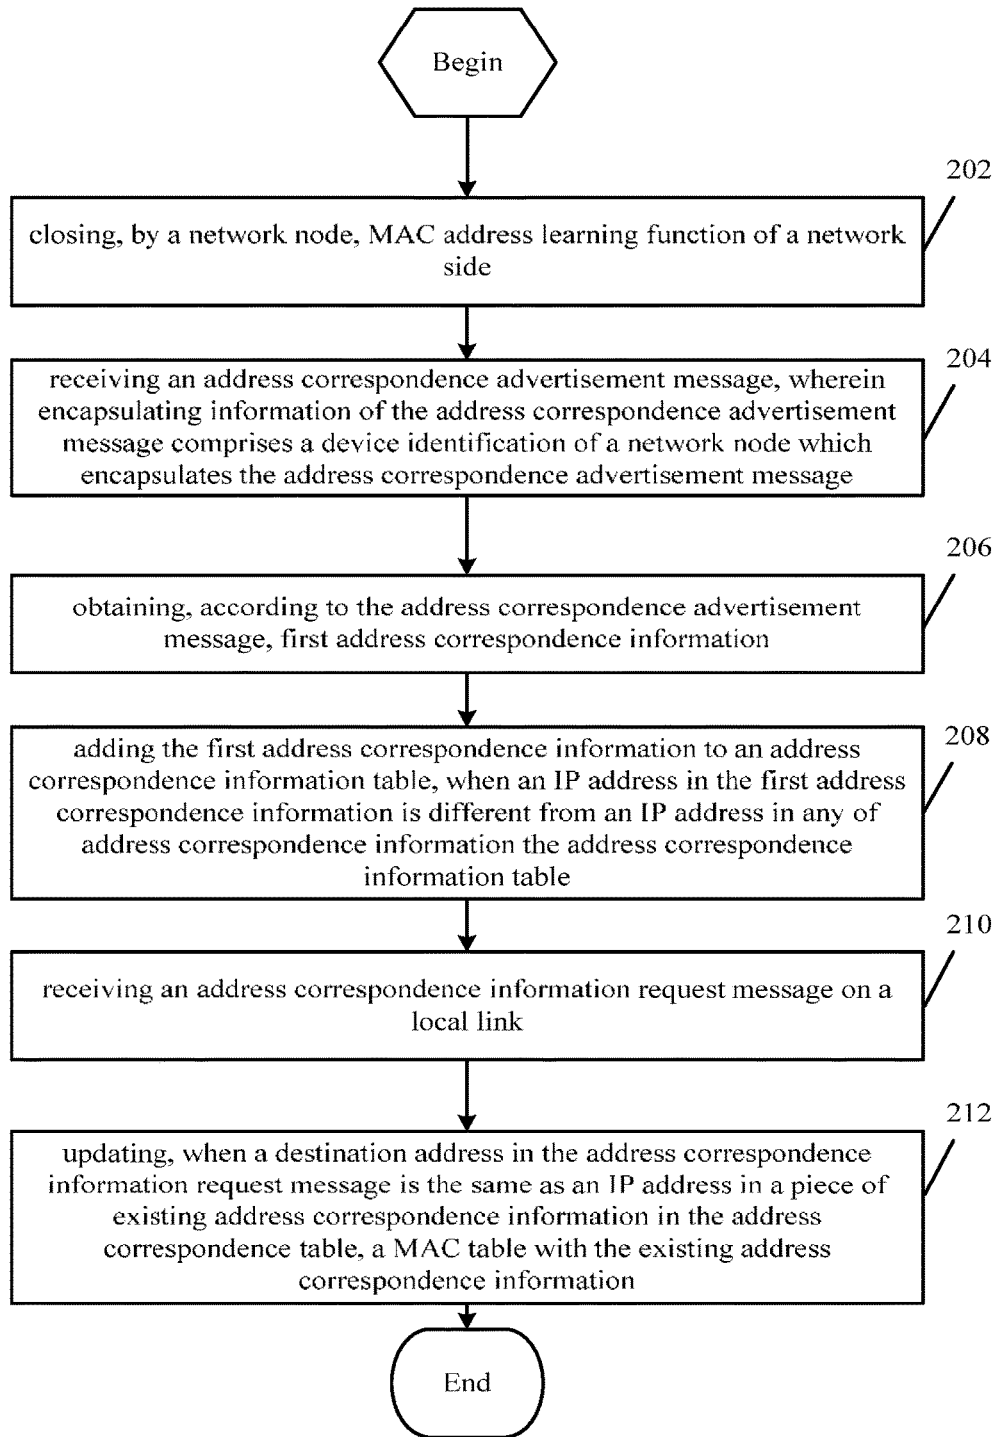 Begin
202
closing, by a network node, MAC address learning function of a network
side
204
receiving an address correspondence advertisement message, wherein
encapsulating information of the address correspondence advertisement
message comprises a device identification of a network node which
encapsulates the address correspondence advertisement message
206
obtaining, according to the address correspondence advertisement
message, first address correspondence information
208
adding the first address correspondence information to an address
correspondence information table, when an IP address in the first address
correspondence information is different from an IP address in any of
address correspondence information the address correspondence
information table
210
receiving an address correspondence information request message on a
local link
212
updating, when a destination address in the address correspondence
information request message is the same as an IP address in a piece of
existing address correspondence information in the address
correspondence table, a MAC table with the existing address
correspondence information
End